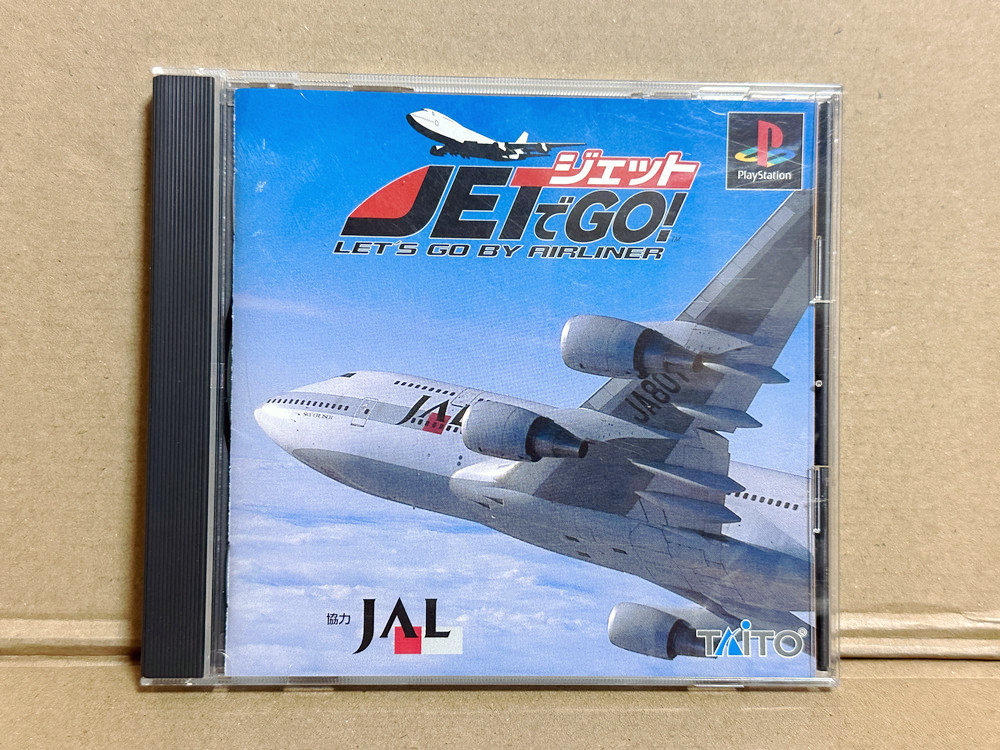 ジェット
JETでGO!
TM
LET'S GO BY AIRLINER
PlayStation
JAL
JA801
協力 JAL
TAITO®